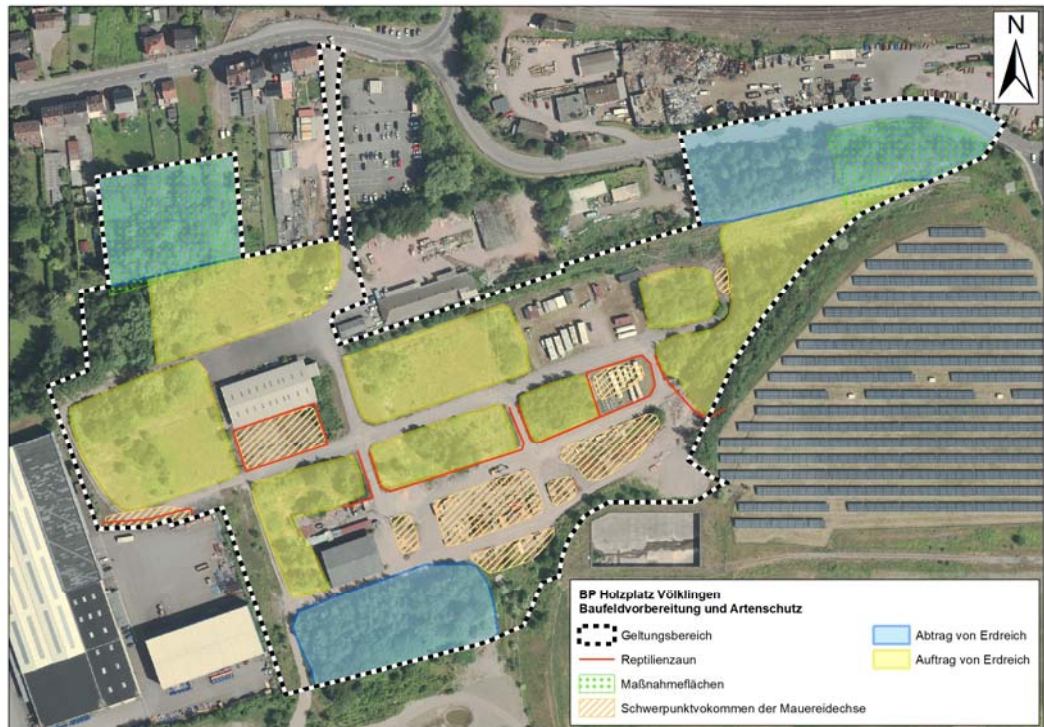 N
BP Holzplatz Völklingen
Baufeldvorbereitung und Artenschutz
Geltungsbereich
Reptilienzaun
Maßnahmeflächen
Schwerpunktvokommen der Mauereidechse
Abtrag von Erdreich
Auftrag von Erdreich